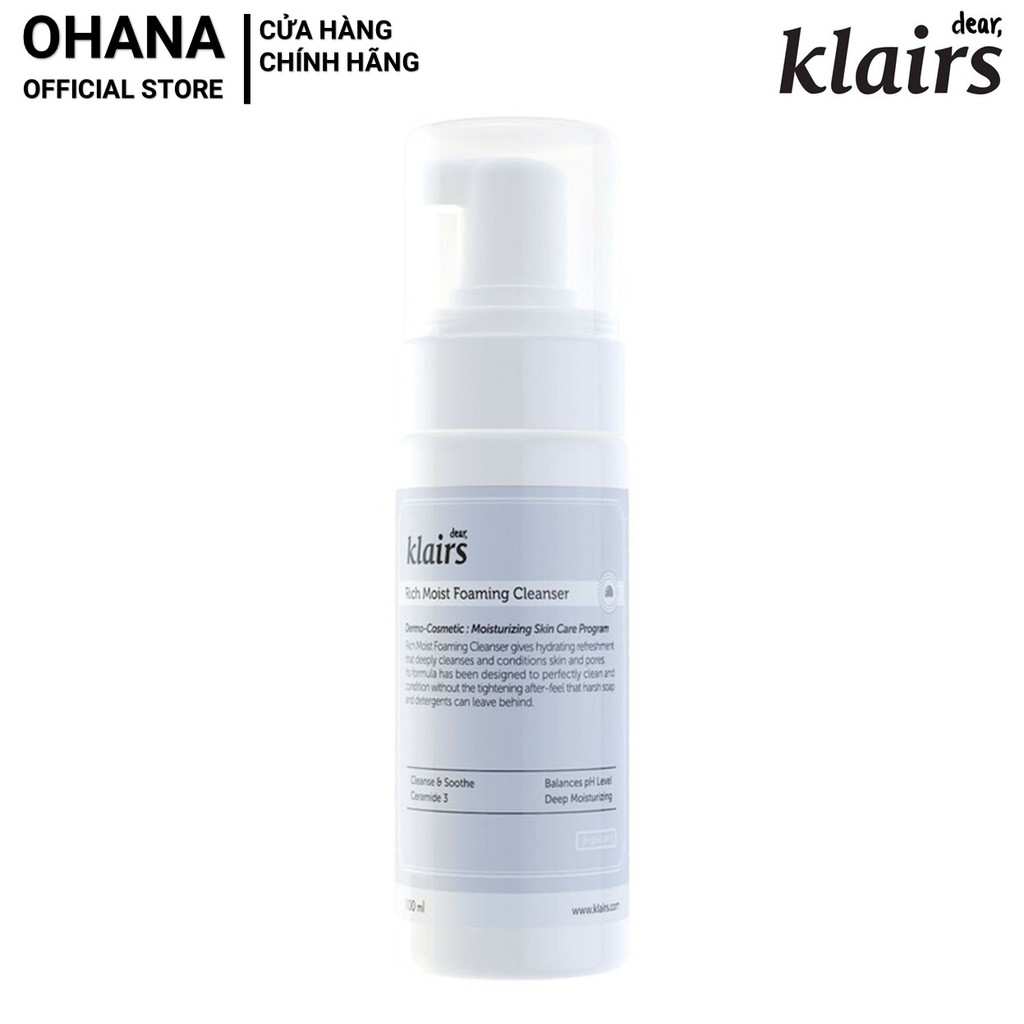 OHANA
OFFICIAL STORE
CỬA HÀNG
CHÍNH HÃNG
dear,
klairs
dear,
klairs
Rich Moist Foaming Cleanser
Dermo-Cosmetic : Moisturizing Skin Care Program
Rich Moist Foaming Cleanser gives hydrating refreshment
that deeply cleanses and conditions skin and pores.
Its formula has been designed to perfectly clean and
condition without the tightening after-feel that harsh soap
and detergents can leave behind.
Cleanse & Soothe
Ceramide 3
Balances pH Level
Deep Moisturizing
100 ml
www.klairs.com